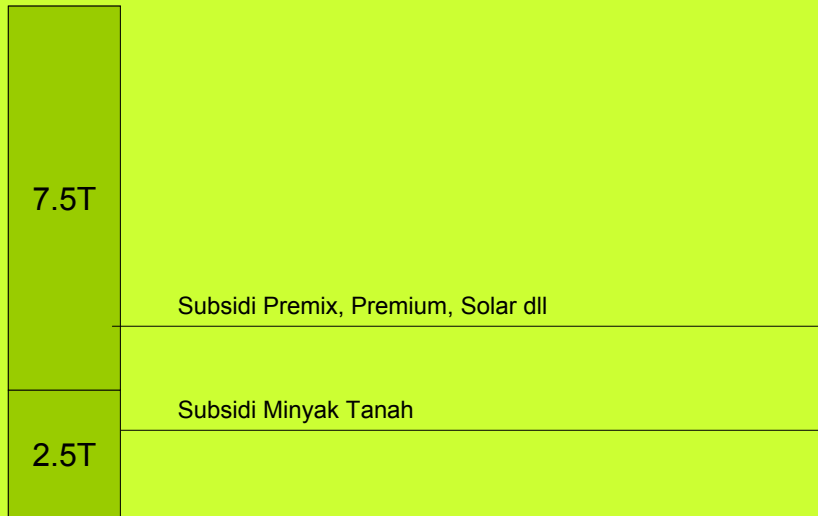 7.5T
Subsidi Premix, Premium, Solar dll
Subsidi Minyak Tanah
2.5T